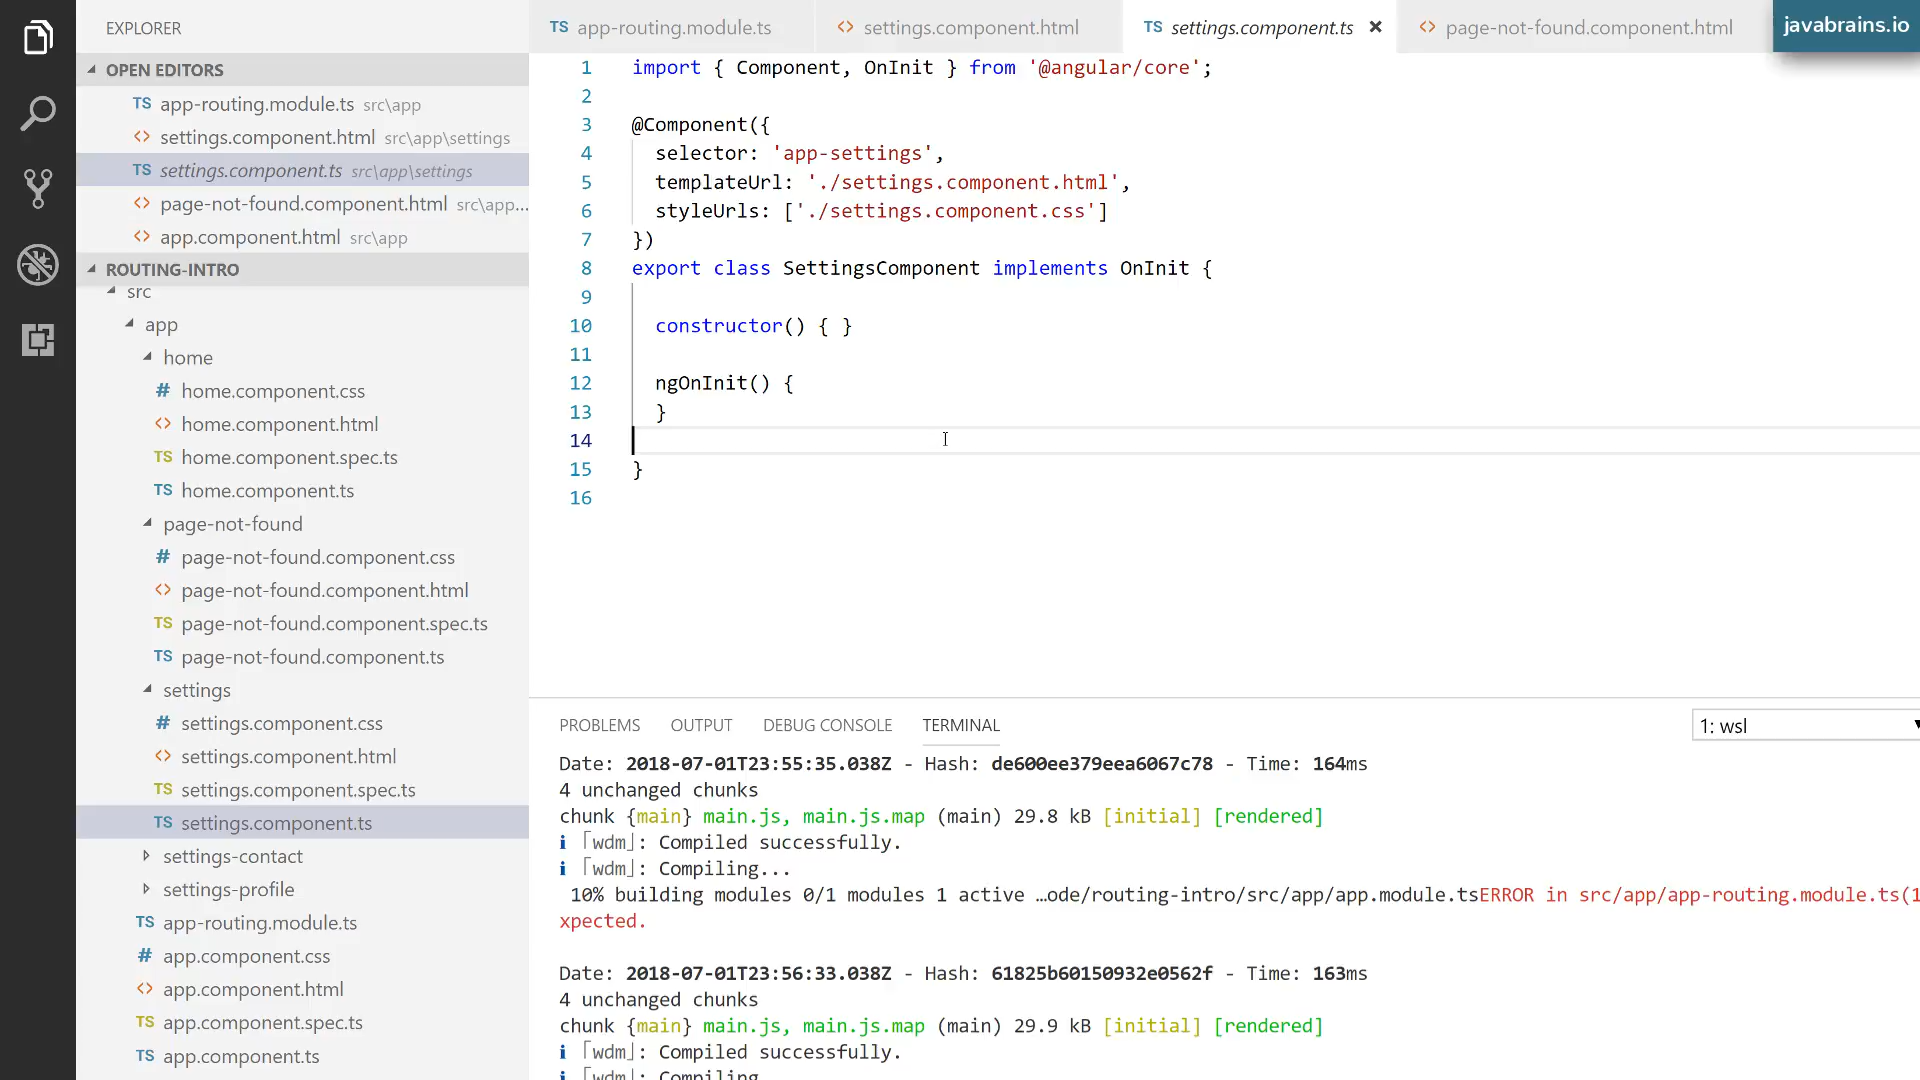 EXPLORER
OPEN EDITORS
TS app-routing.module.ts src\app
<> settings.component.html src\app\settings
TS settings.component.ts src\app\settings
<> page-not-found.component.html src\app...
<> app.component.html src\app
ROUTING-INTRO
src
app
home
# home.component.css
<> home.component.html
TS home.component.spec.ts
TS home.component.ts
page-not-found
# page-not-found.component.css
<> page-not-found.component.html
TS page-not-found.component.spec.ts
TS page-not-found.component.ts
settings
# settings.component.css
<> settings.component.html
TS settings.component.spec.ts
TS settings.component.ts
settings-contact
settings-profile
TS app-routing.module.ts
# app.component.css
<> app.component.html
TS app.component.spec.ts
TS app.component.ts
TS app-routing.module.ts <> settings.component.html TS settings.component.ts × <> page-not-found.component.html
javabrains.io
1 import { Component, OnInit } from '@angular/core';
2
3 @Component({
4 selector: 'app-settings',
5 templateUrl: './settings.component.html',
6 styleUrls: ['./settings.component.css']
7 })
8 export class SettingsComponent implements OnInit {
9
10 constructor() { }
11
12 ngOnInit() {
13 }
14
15 }
16
PROBLEMS OUTPUT DEBUG CONSOLE TERMINAL
1: wsl
Date: 2018-07-01T23:55:35.038Z - Hash: de600ee379eea6067c78 - Time: 164ms
4 unchanged chunks
chunk {main} main.js, main.js.map (main) 29.8 kB [initial] [rendered]
i ｢wdm｣: Compiled successfully.
i ｢wdm｣: Compiling...
10% building modules 0/1 modules 1 active …ode/routing-intro/src/app/app.module.tsERROR in src/app/app-routing.module.ts(1
xpected.
Date: 2018-07-01T23:56:33.038Z - Hash: 61825b60150932e0562f - Time: 163ms
4 unchanged chunks
chunk {main} main.js, main.js.map (main) 29.9 kB [initial] [rendered]
i ｢wdm｣: Compiled successfully.
i ｢wdm｣: Compiling